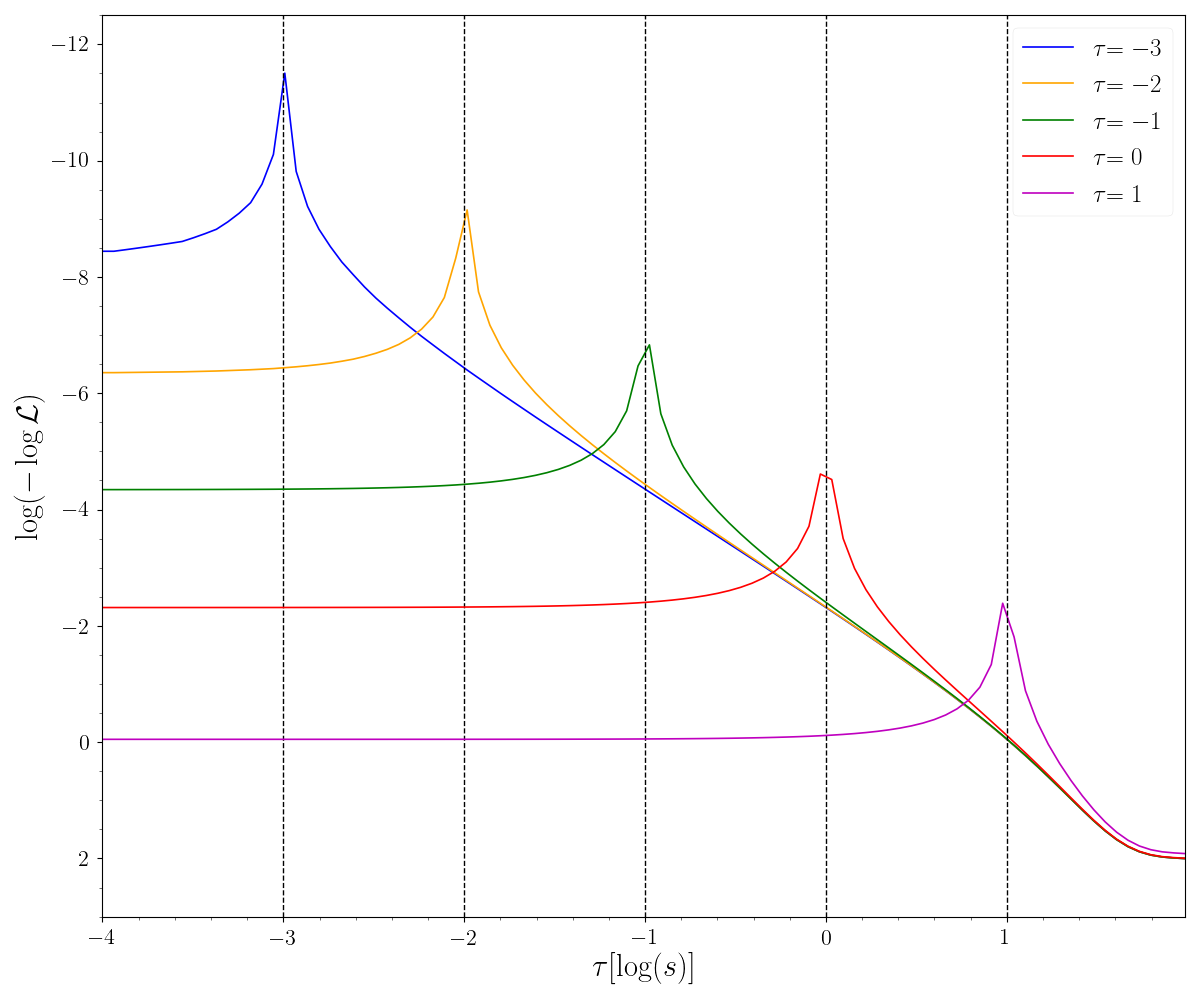 −12
−10
−8
−6
−4
−2
0
2
log(− log ℒ)
−4 −3 −2 −1 0 1
τ[log(s)]
τ = −3
τ = −2
τ = −1
τ = 0
τ = 1